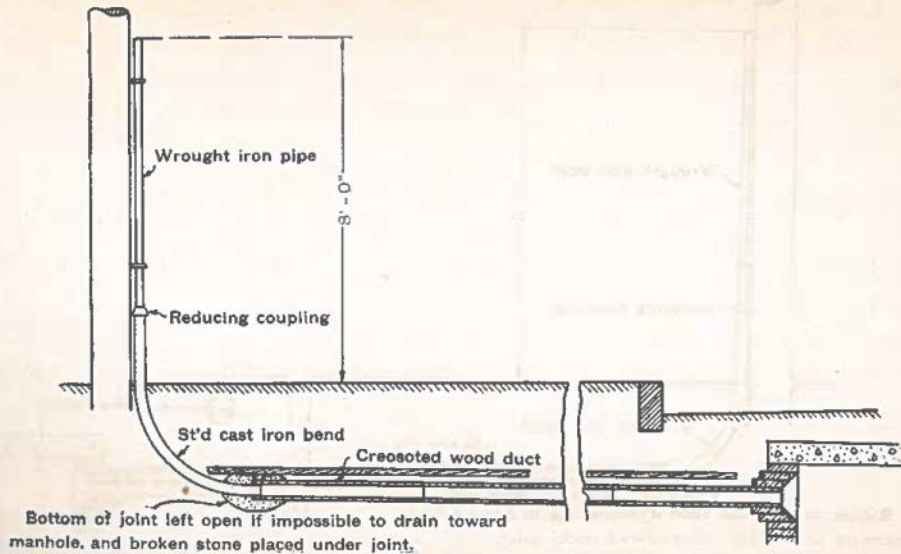 Wrought iron pipe
8' - 0"
Reducing coupling
St'd cast iron bend
Creosoted wood duct
Bottom of joint left open if impossible to drain toward
manhole, and broken stone placed under joint.